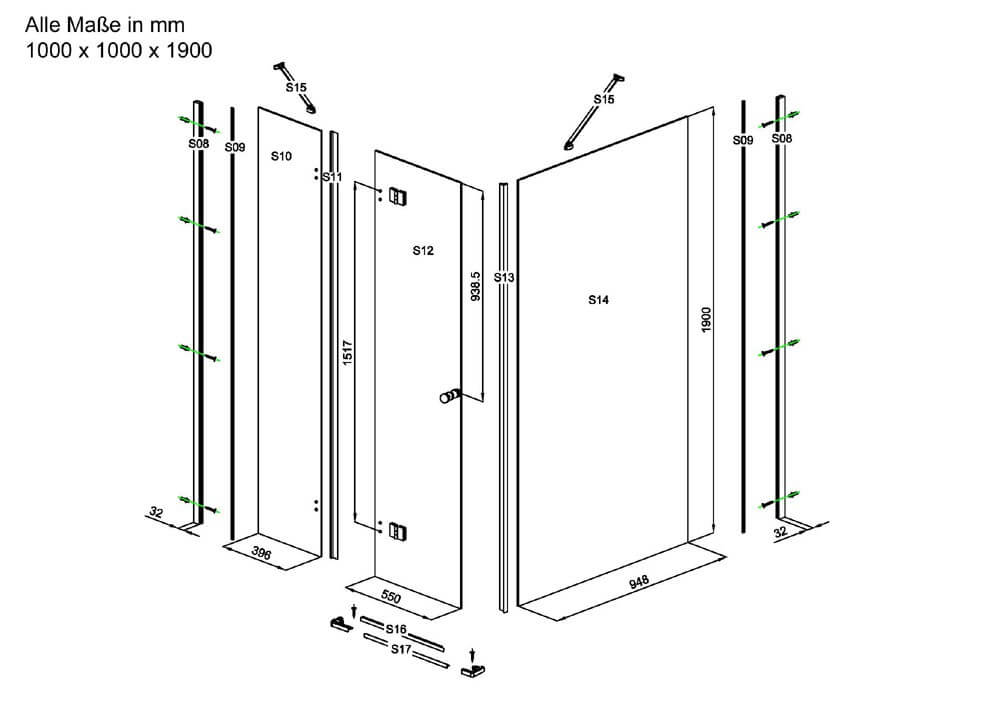 Alle Maße in mm
1000 x 1000 x 1900
S15
S15
S08
S09
S10
S11
S12
S13
S14
S09
S08
938.5
1517
1900
32
396
550
948
32
S16
S17